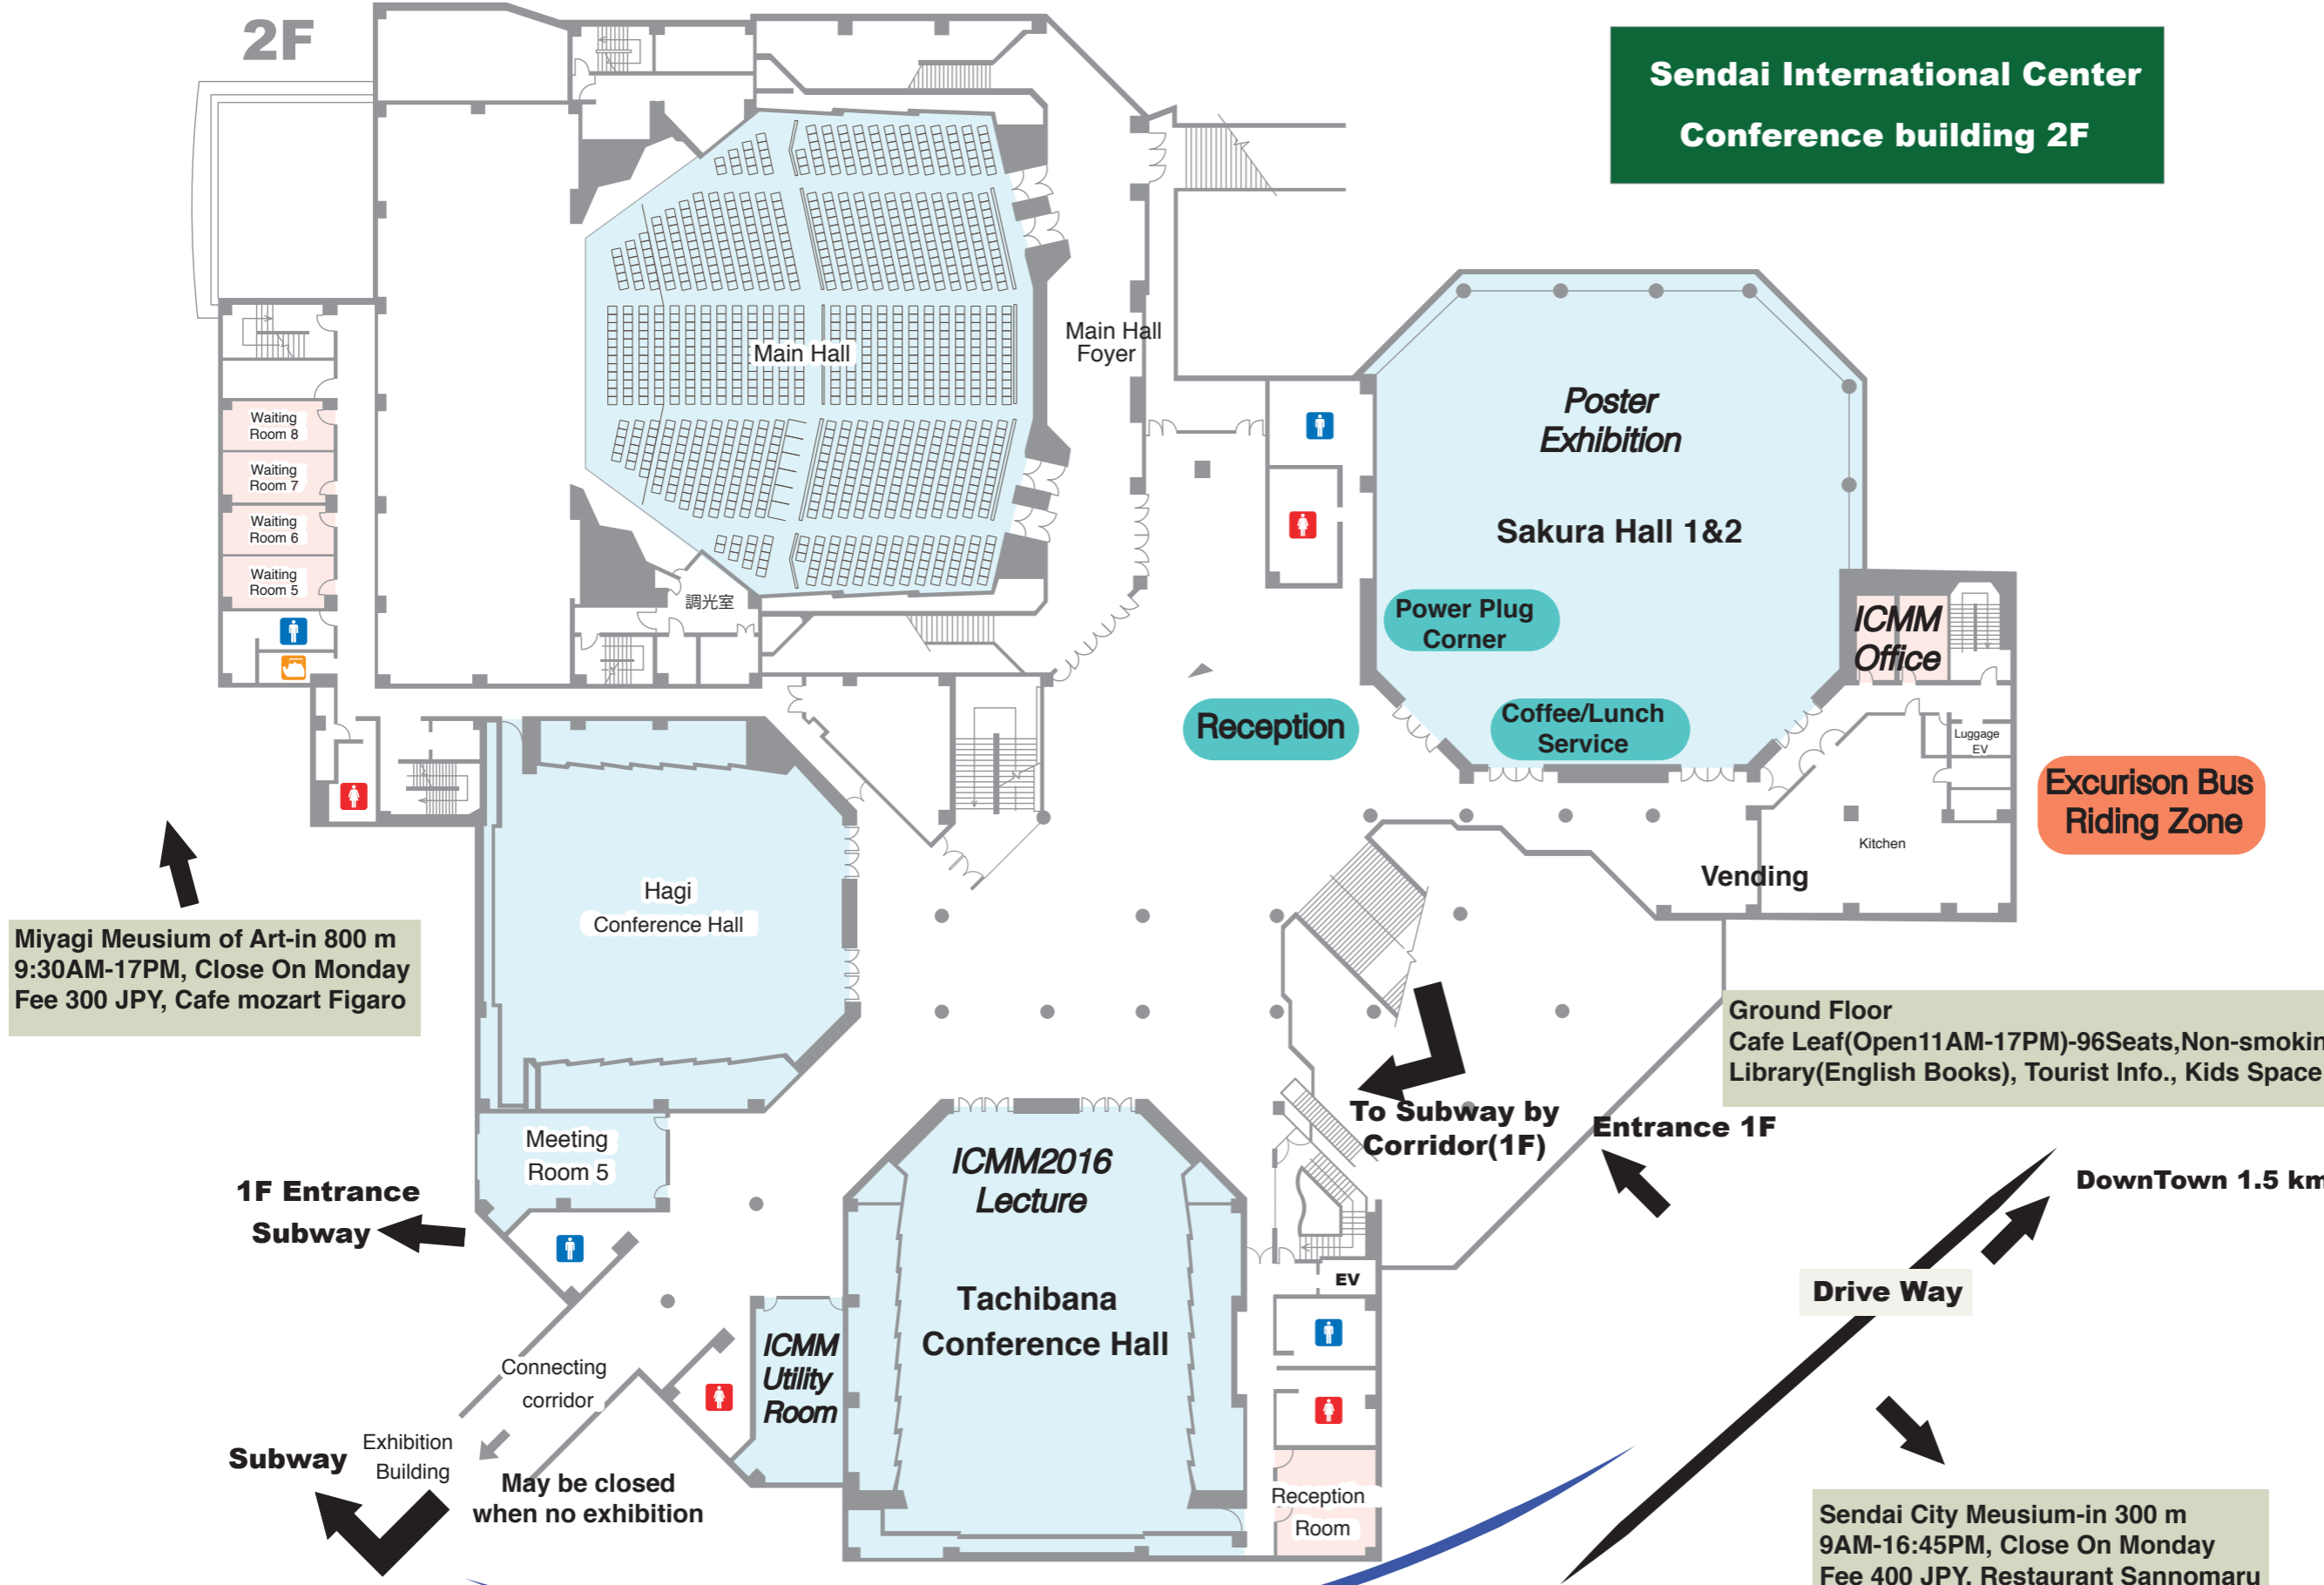 2F
Sendai International Center
Conference building 2F
Main Hall
Main Hall
Foyer
Poster
Exhibition
Sakura Hall 1&2
Waiting
Room 8
Waiting
Room 7
Waiting
Room 6
Waiting
Room 5
調光室
Power Plug
Corner
ICMM
Office
Reception
Coffee/Lunch
Service
Luggage
EV
Excurison Bus
Riding Zone
Kitchen
Vending
Hagi
Conference Hall
Miyagi Meusium of Art-in 800 m
9:30AM-17PM, Close On Monday
Fee 300 JPY, Cafe mozart Figaro
Ground Floor
Cafe Leaf(Open11AM-17PM)-96Seats,Non-smokin
Library(English Books), Tourist Info., Kids Space
To Subway by
Corridor(1F)
Entrance 1F
Meeting
Room 5
ICMM2016
Lecture
1F Entrance
Subway
DownTown 1.5 km
EV
Drive Way
Tachibana
Conference Hall
ICMM
Utility
Room
Connecting
corridor
Subway
Exhibition
Building
May be closed
when no exhibition
Reception
Room
Sendai City Meusium-in 300 m
9AM-16:45PM, Close On Monday
Fee 400 JPY, Restaurant Sannomaru